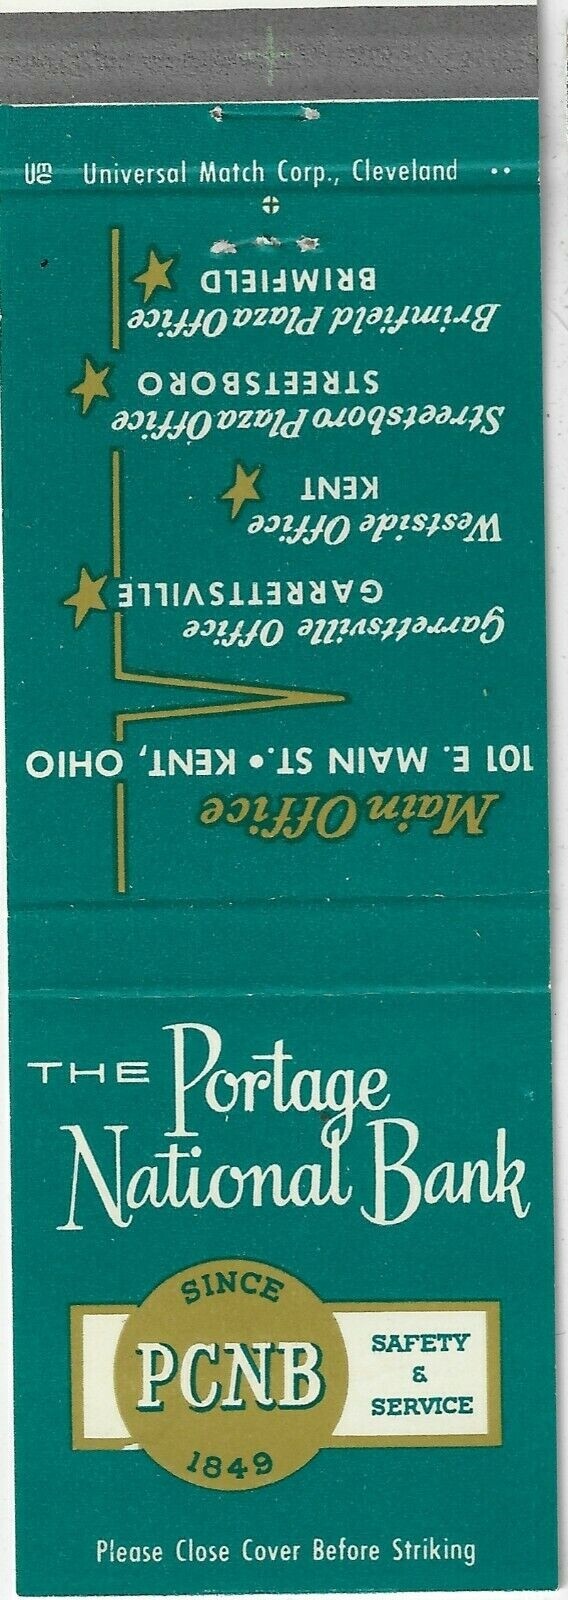 UM Universal Match Corp., Cleveland ..
Main Office
101 E. MAIN ST. • KENT, OHIO
Garrettsville Office
GARRETTSVILLE
Westside Office
KENT
Streetsboro Plaza Office
STREETSBORO
Brimfield Plaza Office
BRIMFIELD
THE Portage
National Bank
SINCE
PCNB
1849
SAFETY
&
SERVICE
Please Close Cover Before Striking